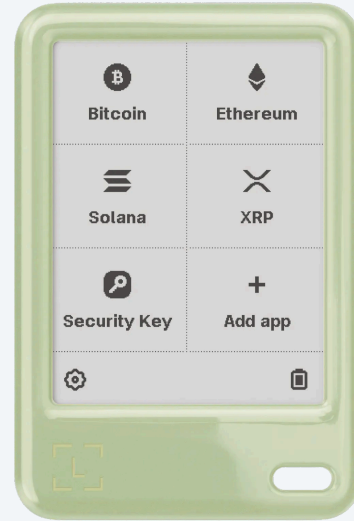 Bitcoin
Ethereum
Solana
XRP
Security Key
Add app
L